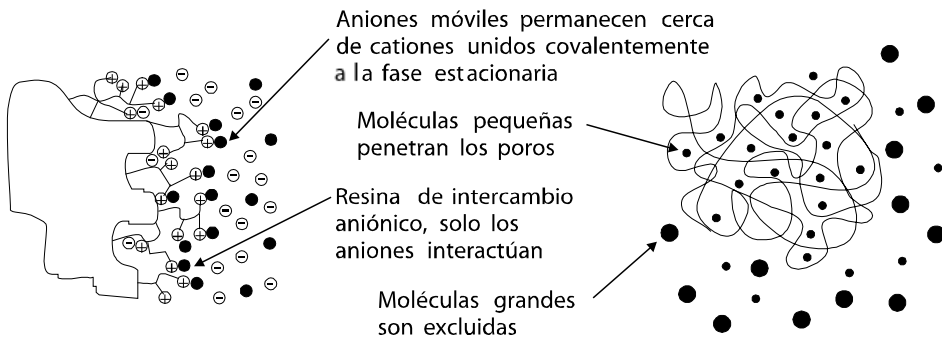 Aniones móviles permanecen cerca
de cationes unidos covalentemente
a la fase estacionaria
Moléculas pequeñas
penetran los poros
Resina de intercambio
aniónico, solo los
aniones interactúan
Moléculas grandes
son excluidas